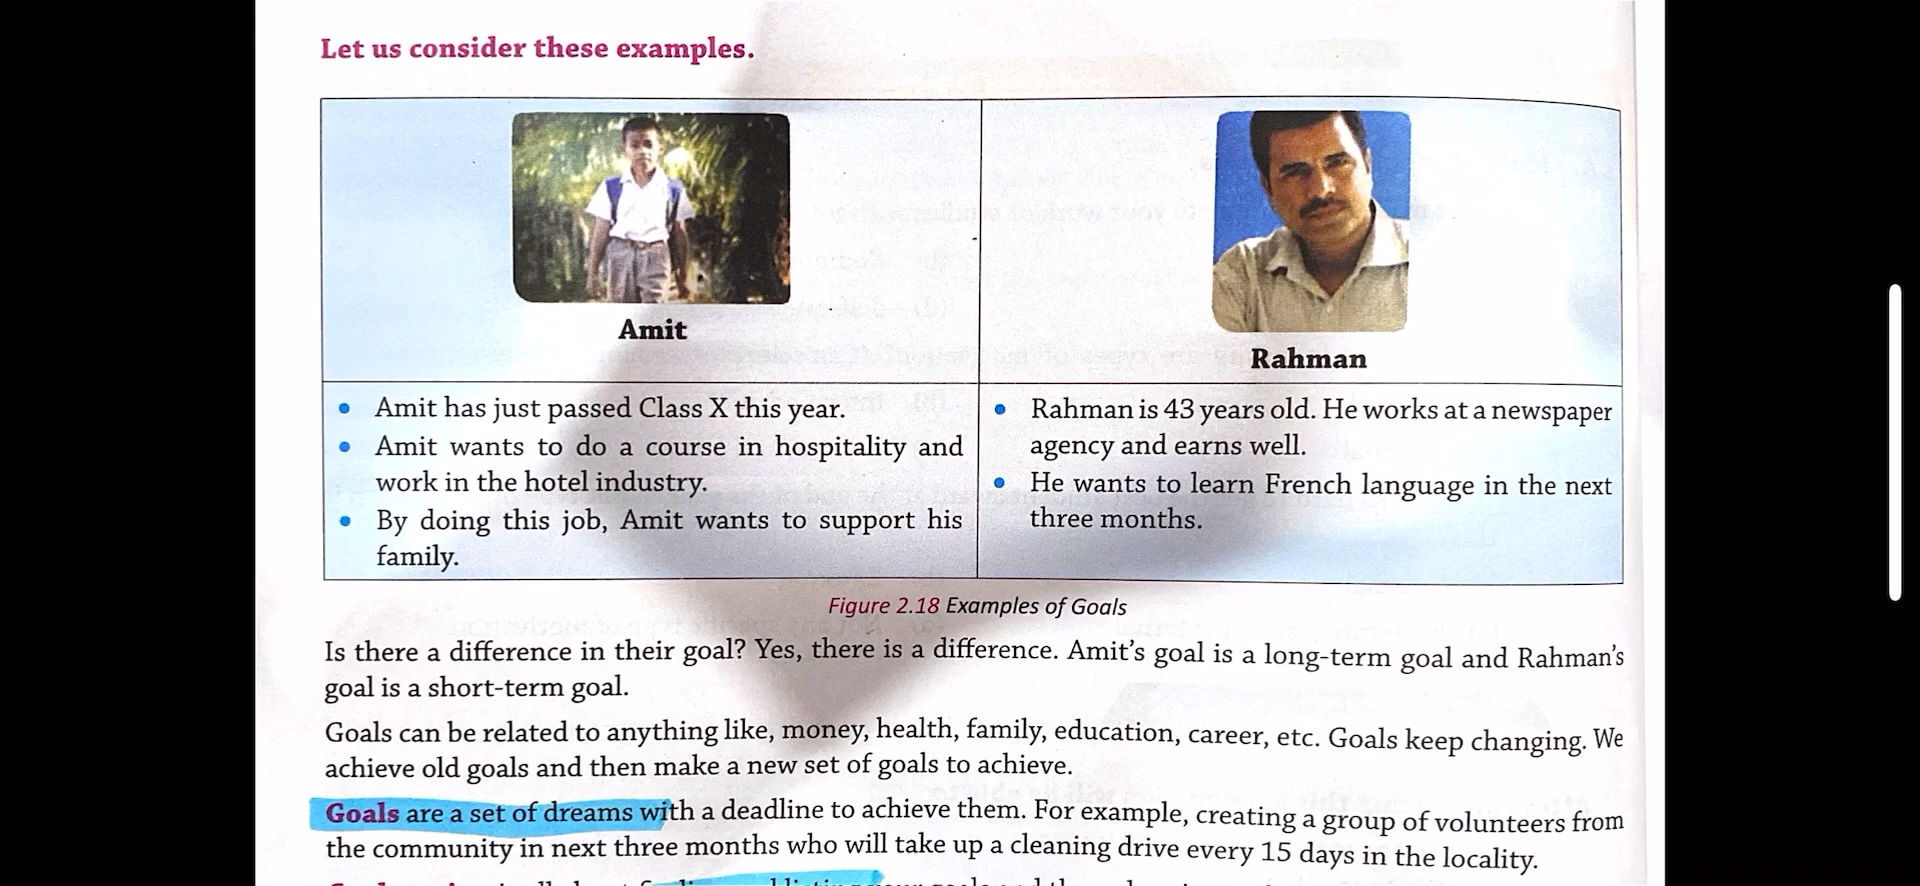 Let us consider these examples.
Amit
Rahman
• Amit has just passed Class X this year.
• Amit wants to do a course in hospitality and
work in the hotel industry.
• By doing this job, Amit wants to support his
family.
• Rahman is 43 years old. He works at a newspaper
agency and earns well.
• He wants to learn French language in the next
three months.
Figure 2.18 Examples of Goals
Is there a difference in their goal? Yes, there is a difference. Amit's goal is a long-term goal and Rahman's
goal is a short-term goal.
Goals can be related to anything like, money, health, family, education, career, etc. Goals keep changing. We
achieve old goals and then make a new set of goals to achieve.
Goals are a set of dreams with a deadline to achieve them. For example, creating a group of volunteers from
the community in next three months who will take up a cleaning drive every 15 days in the locality.